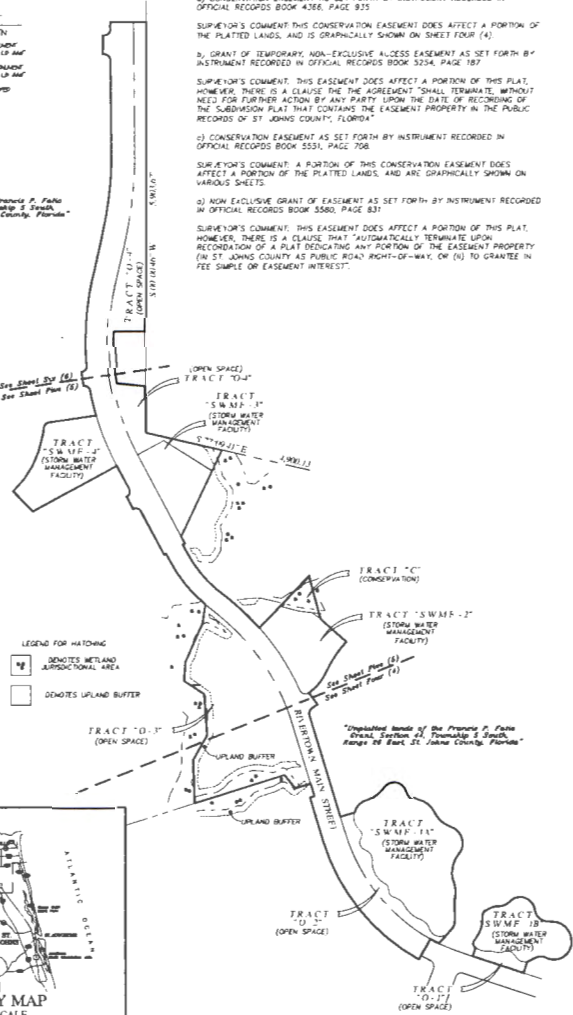 OFFICIAL RECORDS BOOK 4366, PAGE 935
SURVEYOR'S COMMENT: THIS CONSERVATION EASEMENT DOES AFFECT A PORTION OF
THE PLATTED LANDS, AND IS GRAPHICALLY SHOWN ON SHEET FOUR (4).
b) GRANT OF TEMPORARY, NON-EXCLUSIVE ACCESS EASEMENT AS SET FORTH BY
INSTRUMENT RECORDED IN OFFICIAL RECORDS BOOK 5254, PAGE 187
SURVEYOR'S COMMENT: THIS EASEMENT DOES AFFECT A PORTION OF THIS PLAT,
HOWEVER, THERE IS A CLAUSE THE THE AGREEMENT "SHALL TERMINATE, WITHOUT
NEED FOR FURTHER ACTION BY ANY PARTY UPON THE DATE OF RECORDING OF
THE SUBDIVISION PLAT THAT CONTAINS THE EASEMENT PROPERTY IN THE PUBLIC
RECORDS OF ST JOHNS COUNTY, FLORIDA"
c) CONSERVATION EASEMENT AS SET FORTH BY INSTRUMENT RECORDED IN
OFFICIAL RECORDS BOOK 5531, PAGE 708.
SURVEYOR'S COMMENT: A PORTION OF THIS CONSERVATION EASEMENT DOES
AFFECT A PORTION OF THE PLATTED LANDS, AND ARE GRAPHICALLY SHOWN ON
VARIOUS SHEETS.
d) NON EXCLUSIVE GRANT OF EASEMENT AS SET FORTH BY INSTRUMENT RECORDED
IN OFFICIAL RECORDS BOOK 5580, PAGE 831
SURVEYOR'S COMMENT: THIS EASEMENT DOES AFFECT A PORTION OF THIS PLAT,
HOWEVER, THERE IS A CLAUSE THAT "AUTOMATICALLY TERMINATE UPON
RECORDATION OF A PLAT DEDICATING ANY PORTION OF THE EASEMENT PROPERTY
(IN ST. JOHNS COUNTY AS PUBLIC ROAD RIGHT-OF-WAY, OR (ii) TO GRANTEE IN
FEE SIMPLE OR EASEMENT INTEREST".
Francis P. Fatio
County, Florida"
TRACT "O-4"
(OPEN SPACE)
See Sheet Six (6)
See Sheet Five (5)
(OPEN SPACE)
TRACT "O-4"
TRACT
"SWMF-3"
(STORM WATER
MANAGEMENT
FACILITY)
4,900.13
TRACT
"SWMF-4"
(STORM WATER
MANAGEMENT
FACILITY)
TRACT "C"
(CONSERVATION)
TRACT "SWMF-2"
(STORM WATER
MANAGEMENT
FACILITY)
LEGEND FOR HATCHING
DENOTES WETLAND
JURISDICTIONAL AREA
DENOTES UPLAND BUFFER
See Sheet Five (5)
See Sheet Four (4)
TRACT "O-3"
(OPEN SPACE)
"Unplatted lands of the Francis P. Fatio
Grant, Section 44, Township 5 South,
Range 26 East, St. Johns County, Florida"
RIVERTOWN MAIN STREET
UPLAND BUFFER
UPLAND BUFFER
TRACT
"SWMF-1A"
(STORM WATER
MANAGEMENT
FACILITY)
TRACT
"O-2"
(OPEN SPACE)
TRACT
"SWMF 1B"
(STORM WATER
MANAGEMENT
FACILITY)
TRACT
"O-1"
(OPEN SPACE)
ATLANTIC OCEAN
Y MAP